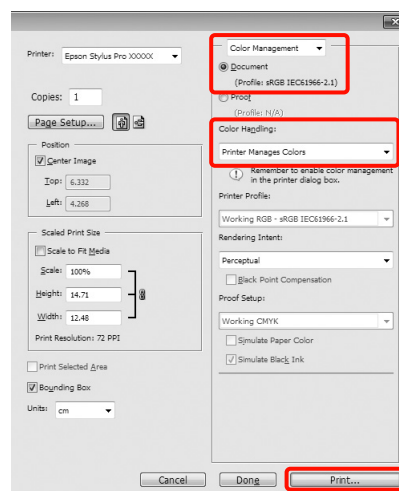 Printer: Epson Stylus Pro XXXXX
Copies: 1
Page Setup...
Position
Center Image
Top: 6.332
Left: 4.268
Scaled Print Size
Scale to Fit Media
Scale: 100%
Height: 14.71
Width: 12.48
Print Resolution: 72 PPI
Print Selected Area
Bounding Box
Units: cm
Color Management
Document
(Profile: sRGB IEC61966-2.1)
Proof
(Profile: N/A)
Color Handling:
Printer Manages Colors
Remember to enable color management
in the printer dialog box.
Printer Profile:
Working RGB - sRGB IEC61966-2.1
Rendering Intent:
Perceptual
Black Point Compensation
Proof Setup:
Working CMYK
Simulate Paper Color
Simulate Black Ink
Cancel
Done
Print...